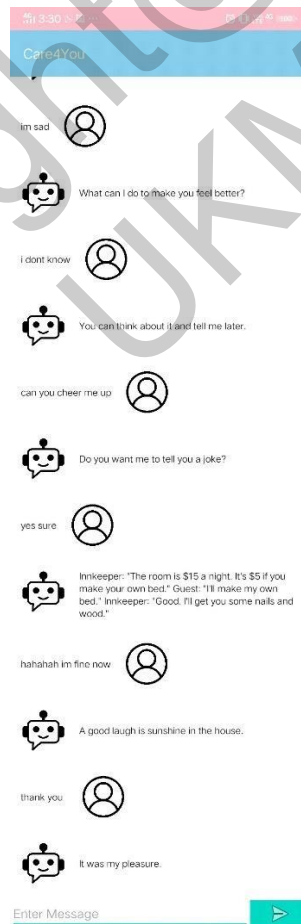 3:30
Care4You
im sad
What can I do to make you feel better?
i dont know
You can think about it and tell me later.
can you cheer me up
Do you want me to tell you a joke?
yes sure
Innkeeper: "The room is $15 a night. It's $5 if you
make your own bed." Guest: "I'll make my own
bed." Innkeeper: "Good. I'll get you some nails and
wood."
hahahah im fine now
A good laugh is sunshine in the house.
thank you
It was my pleasure.
Enter Message
UKM